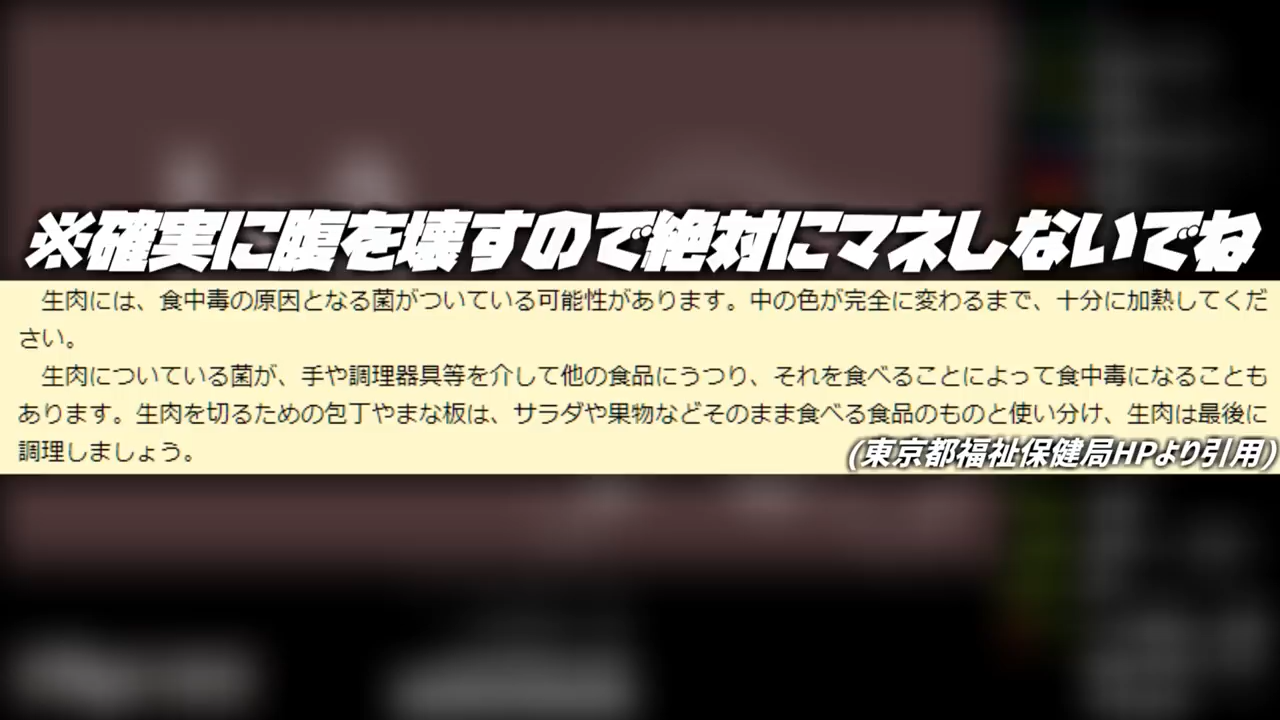 ※確実に腹を壊すので絶対にマネしないでね
生肉には、食中毒の原因となる菌がついている可能性があります。中の色が完全に変わるまで、十分に加熱してくだ
さい。
生肉についている菌が、手や調理器具等を介して他の食品にうつり、それを食べることによって食中毒になることも
あります。生肉を切るための包丁やまな板は、サラダや果物などそのまま食べる食品のものと使い分け、生肉は最後に
調理しましょう。
(東京都福祉保健局HPより引用)